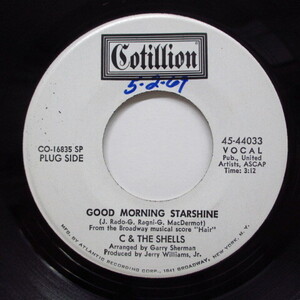 Cotillion
5-2-69
CO-16835 SP
PLUG SIDE
45-44033
VOCAL
Pub., United
Artists, ASCAP
Time: 3:12
GOOD MORNING STARSHINE
(J. Rado-G. Ragni-G. MacDermot)
From the Broadway musical score "Hair"
C & THE SHELLS
Arranged by Garry Sherman
Produced by Jerry Williams, Jr.
MFG. BY ATLANTIC RECORDING CORP., 1841 BROADWAY, NEW YORK, N.Y.